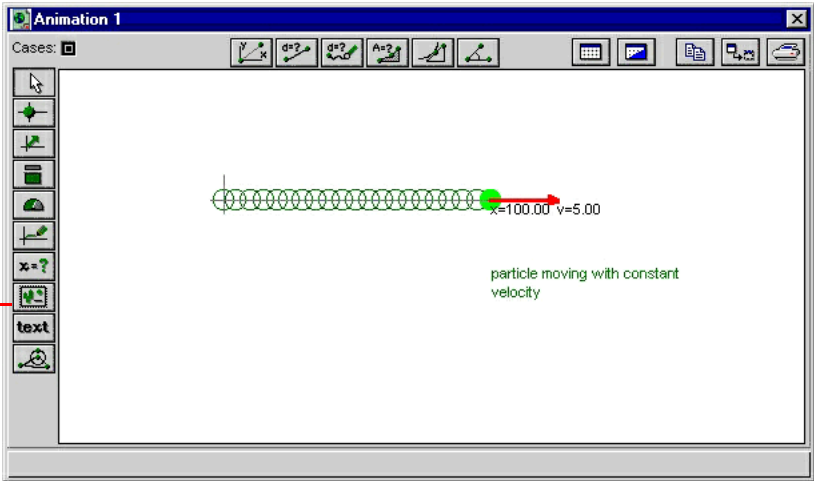 Animation 1
Cases:
y x
d=?
d=?
A=?
x=?
text
x=100.00 v=5.00
particle moving with constant
velocity